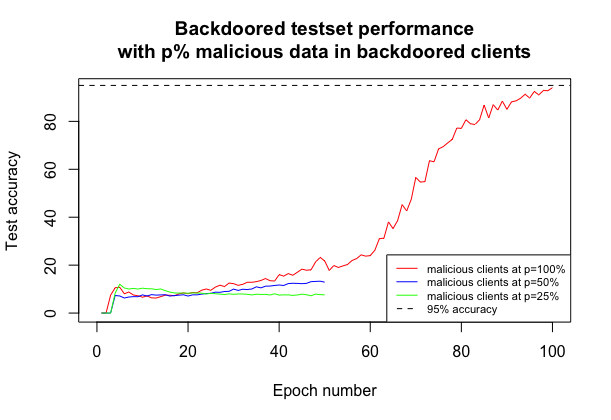 Backdoored testset performance
with p% malicious data in backdoored clients
Test accuracy
80
60
40
20
0
malicious clients at p=100%
malicious clients at p=50%
malicious clients at p=25%
95% accuracy
0 20 40 60 80 100
Epoch number